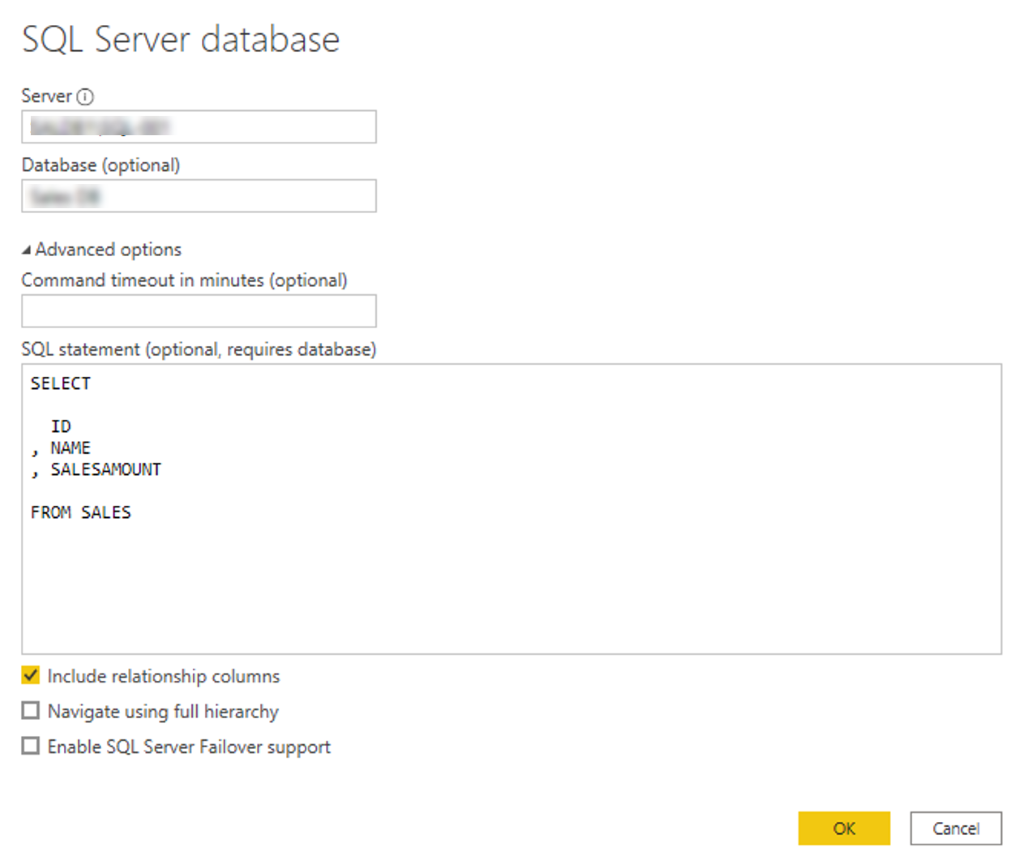 SQL Server database
Server
Database (optional)
Advanced options
Command timeout in minutes (optional)
SQL statement (optional, requires database)
SELECT
ID
, NAME
, SALESAMOUNT
FROM SALES
Include relationship columns
Navigate using full hierarchy
Enable SQL Server Failover support
OK
Cancel